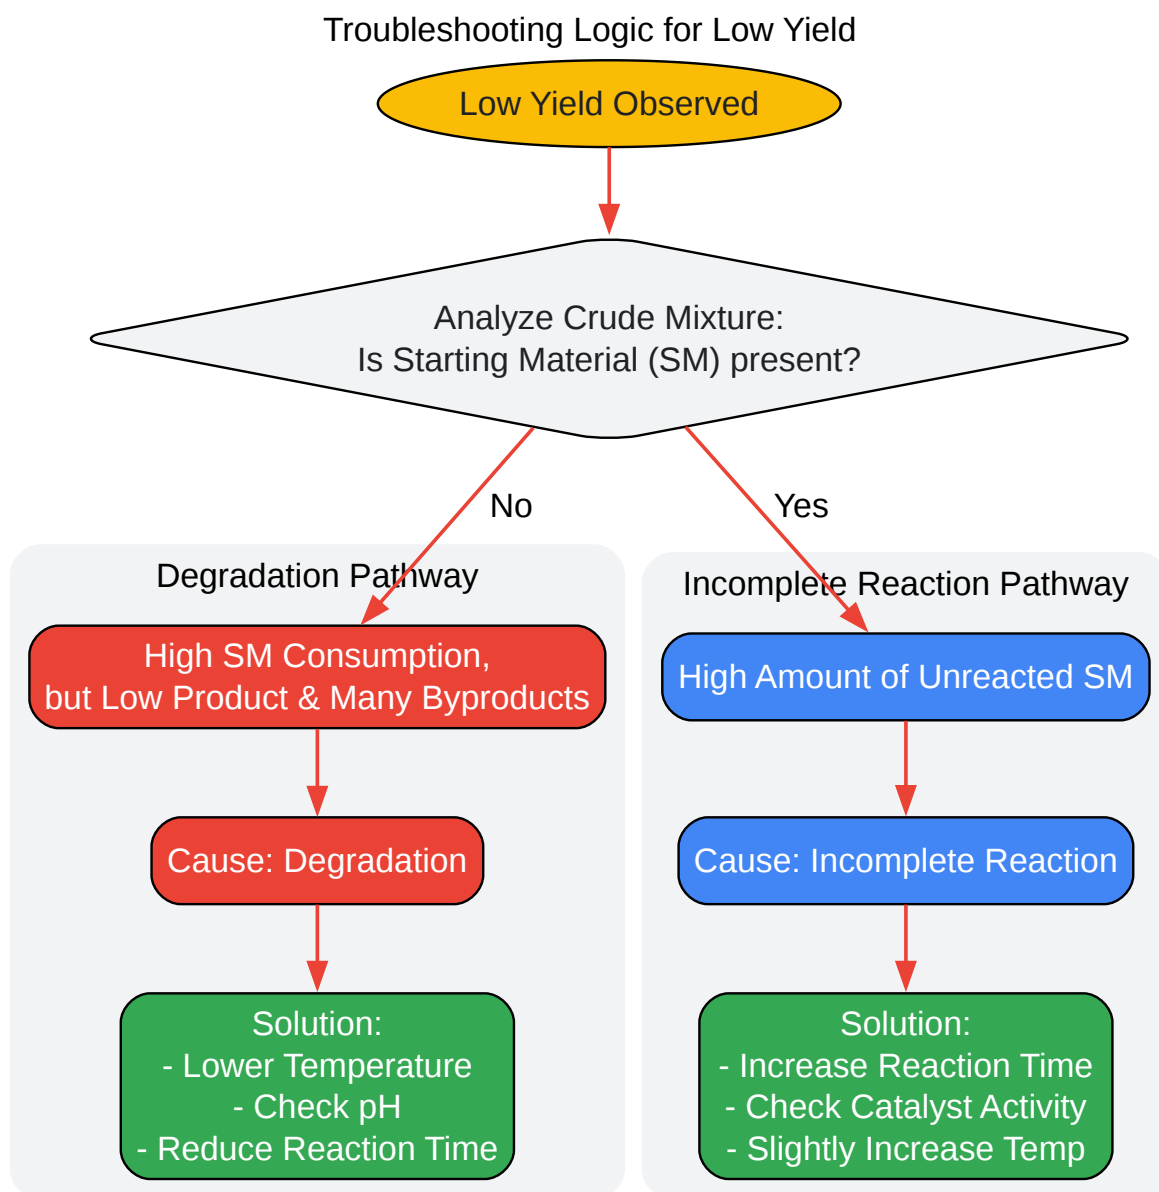 Troubleshooting Logic for Low Yield
Low Yield Observed
Analyze Crude Mixture:
Is Starting Material (SM) present?
No
Yes
Degradation Pathway
High SM Consumption,
but Low Product & Many Byproducts
Cause: Degradation
Solution:
- Lower Temperature
- Check pH
- Reduce Reaction Time
Incomplete Reaction Pathway
High Amount of Unreacted SM
Cause: Incomplete Reaction
Solution:
- Increase Reaction Time
- Check Catalyst Activity
- Slightly Increase Temp